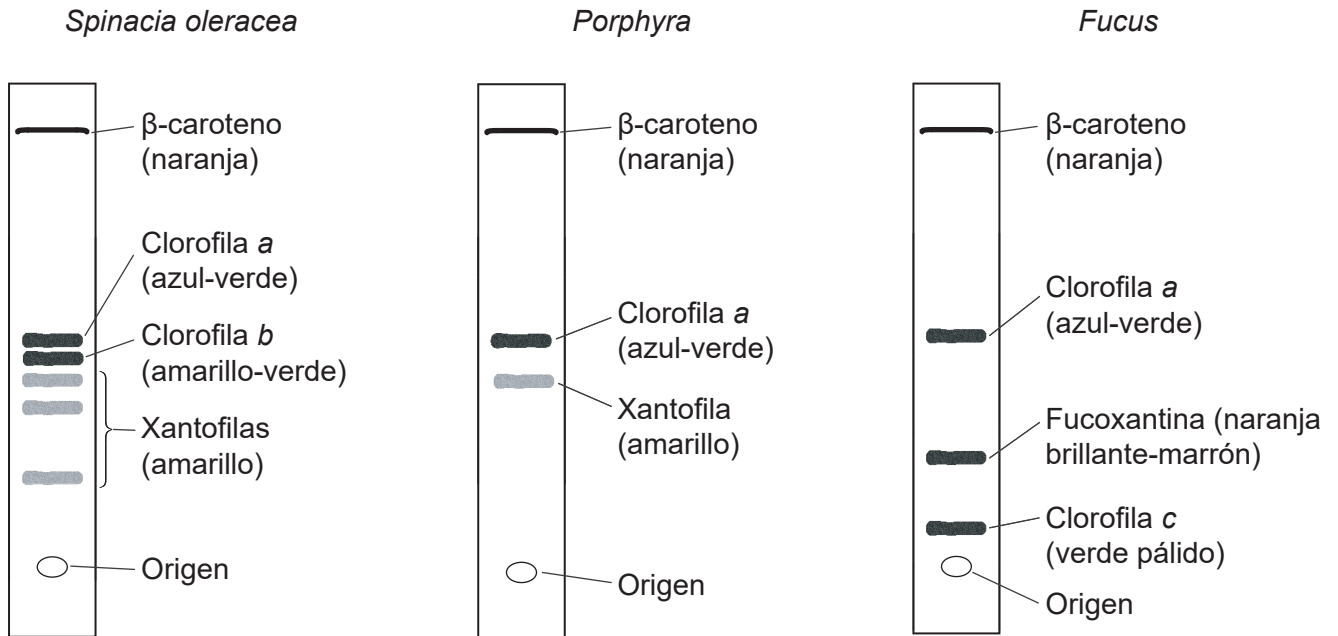 Spinacia oleracea
β-caroteno
(naranja)
Clorofila a
(azul-verde)
Clorofila b
(amarillo-verde)
Xantofilas
(amarillo)
Origen
Porphyra
β-caroteno
(naranja)
Clorofila a
(azul-verde)
Xantofila
(amarillo)
Origen
Fucus
β-caroteno
(naranja)
Clorofila a
(azul-verde)
Fucoxantina (naranja
brillante-marrón)
Clorofila c
(verde pálido)
Origen